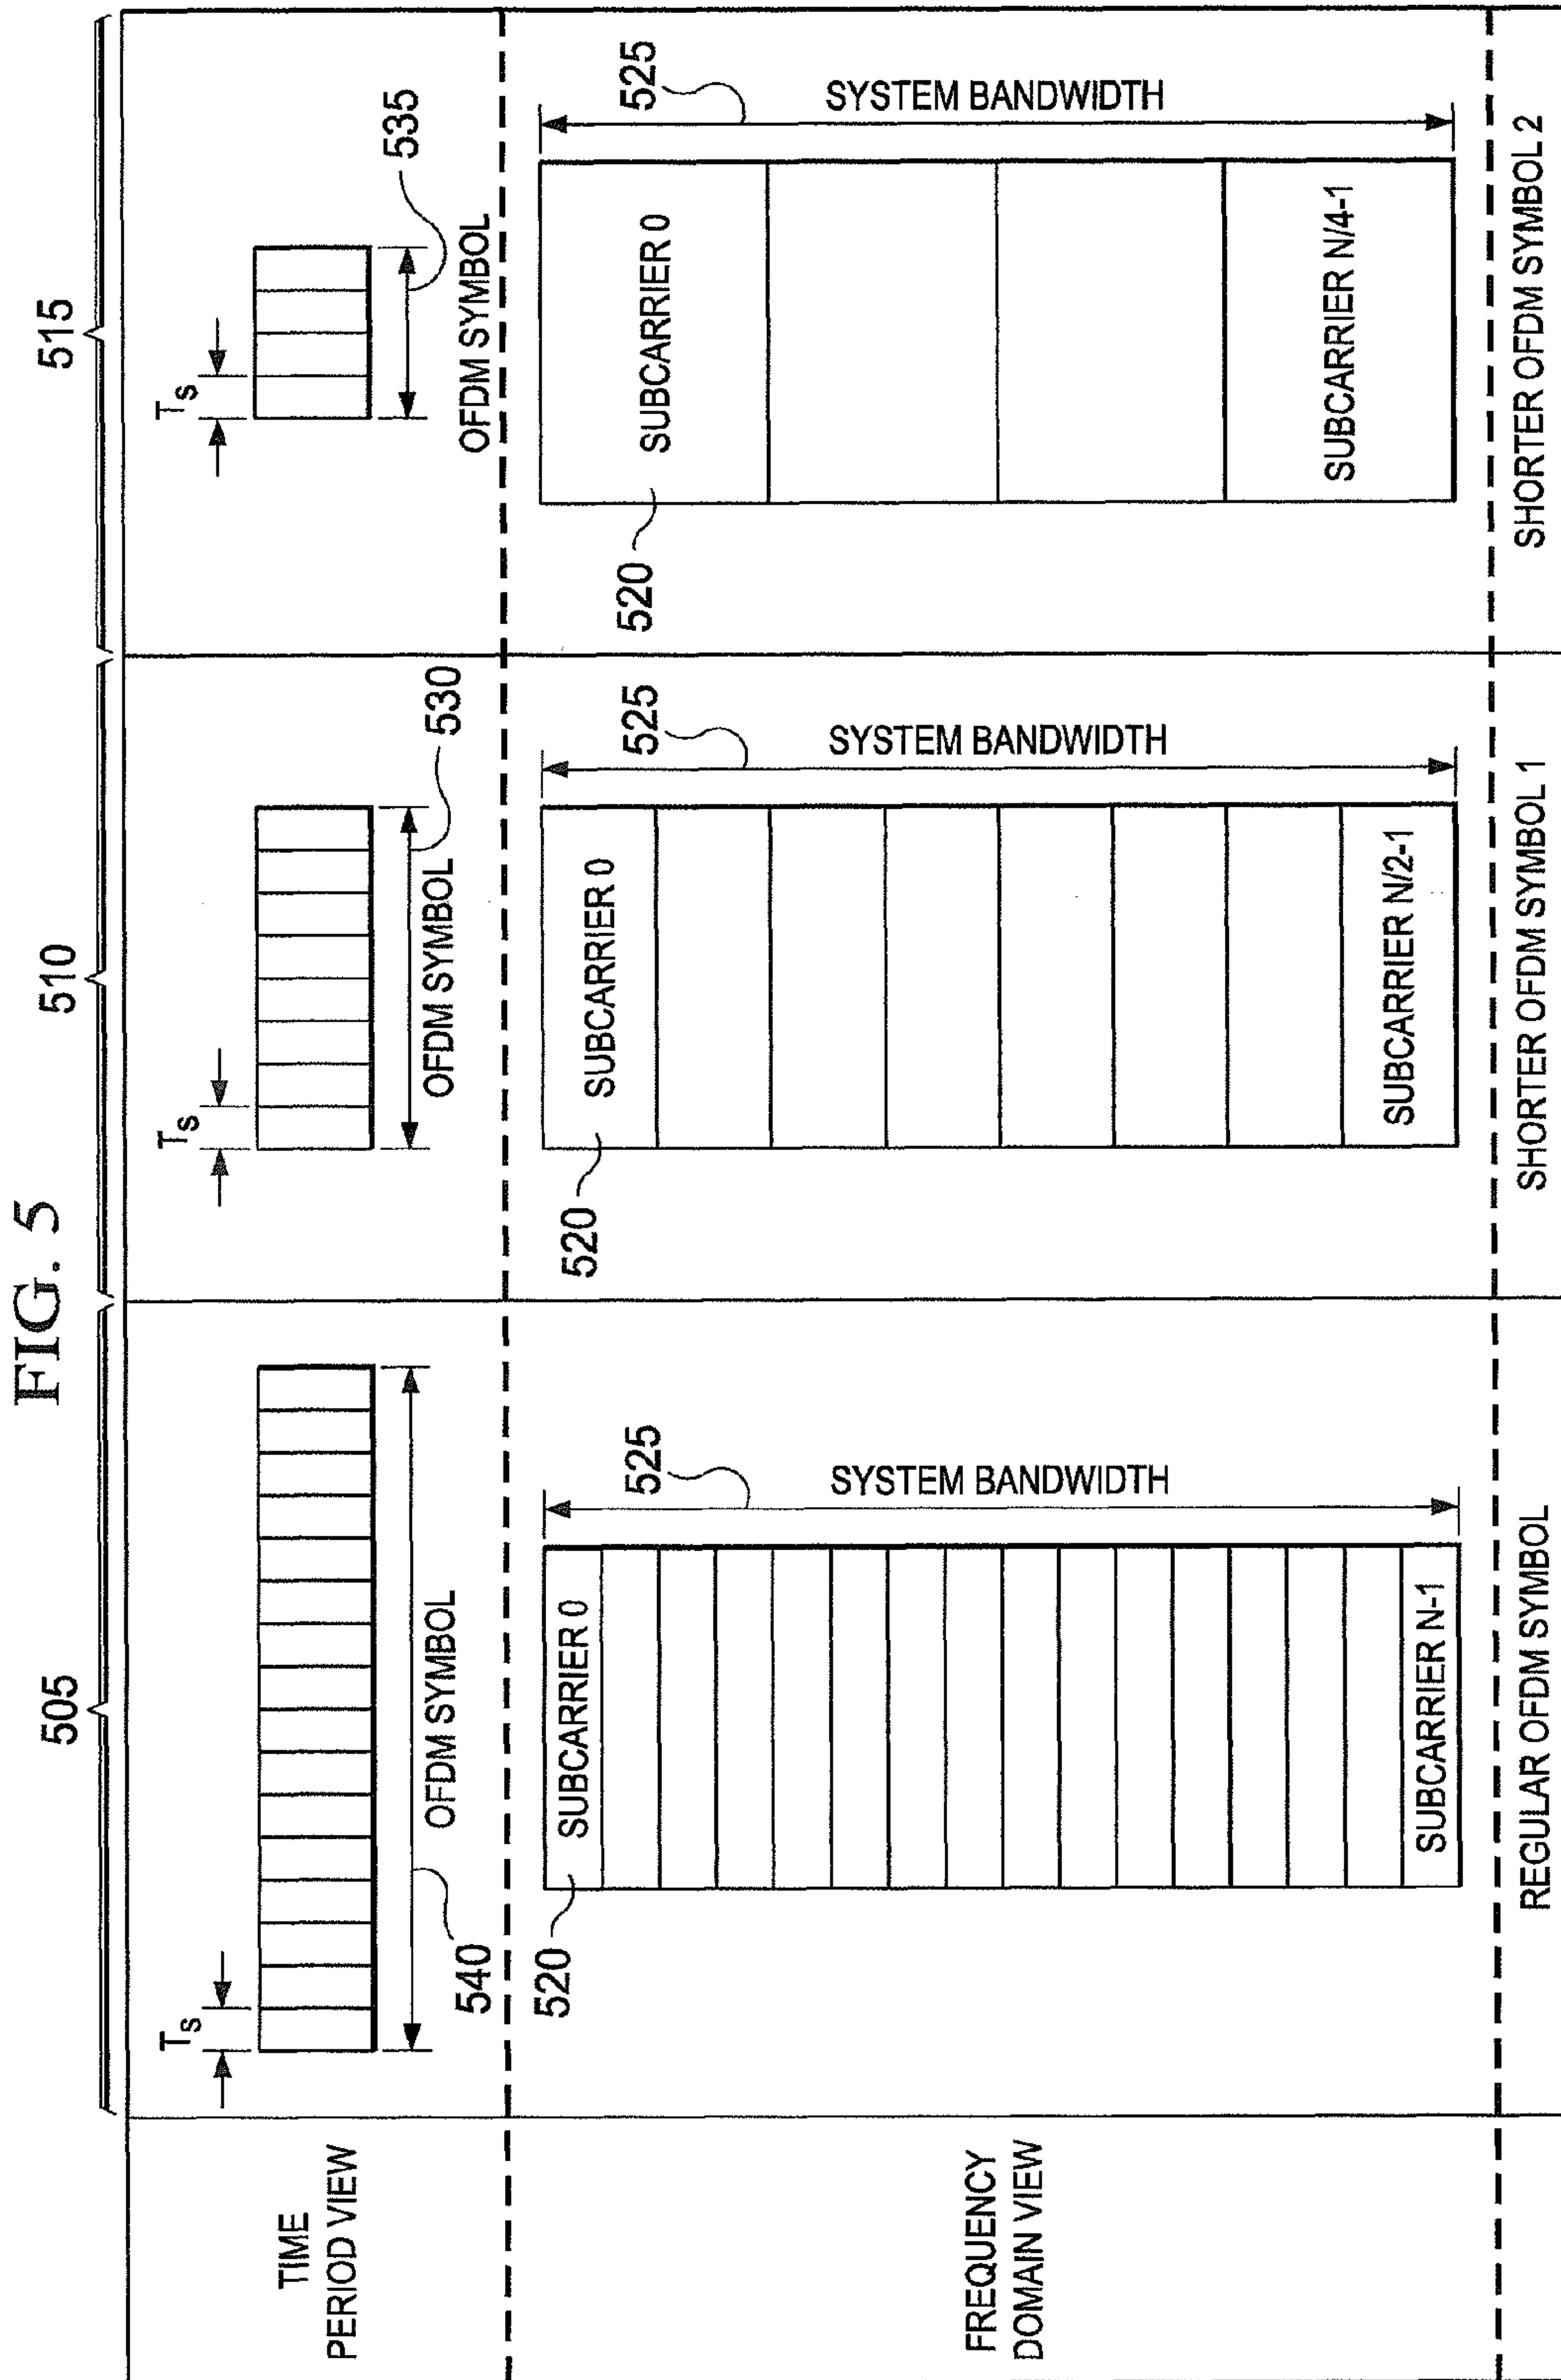 FIG. 5
505
510
515
TIME
PERIOD VIEW
Ts
OFDM SYMBOL
540
Ts
OFDM SYMBOL
530
Ts
OFDM SYMBOL
535
FREQUENCY
DOMAIN VIEW
520
SUBCARRIER 0
SUBCARRIER N-1
525
SYSTEM BANDWIDTH
520
SUBCARRIER 0
SUBCARRIER N/2-1
525
SYSTEM BANDWIDTH
520
SUBCARRIER 0
SUBCARRIER N/4-1
525
SYSTEM BANDWIDTH
REGULAR OFDM SYMBOL
SHORTER OFDM SYMBOL 1
SHORTER OFDM SYMBOL 2